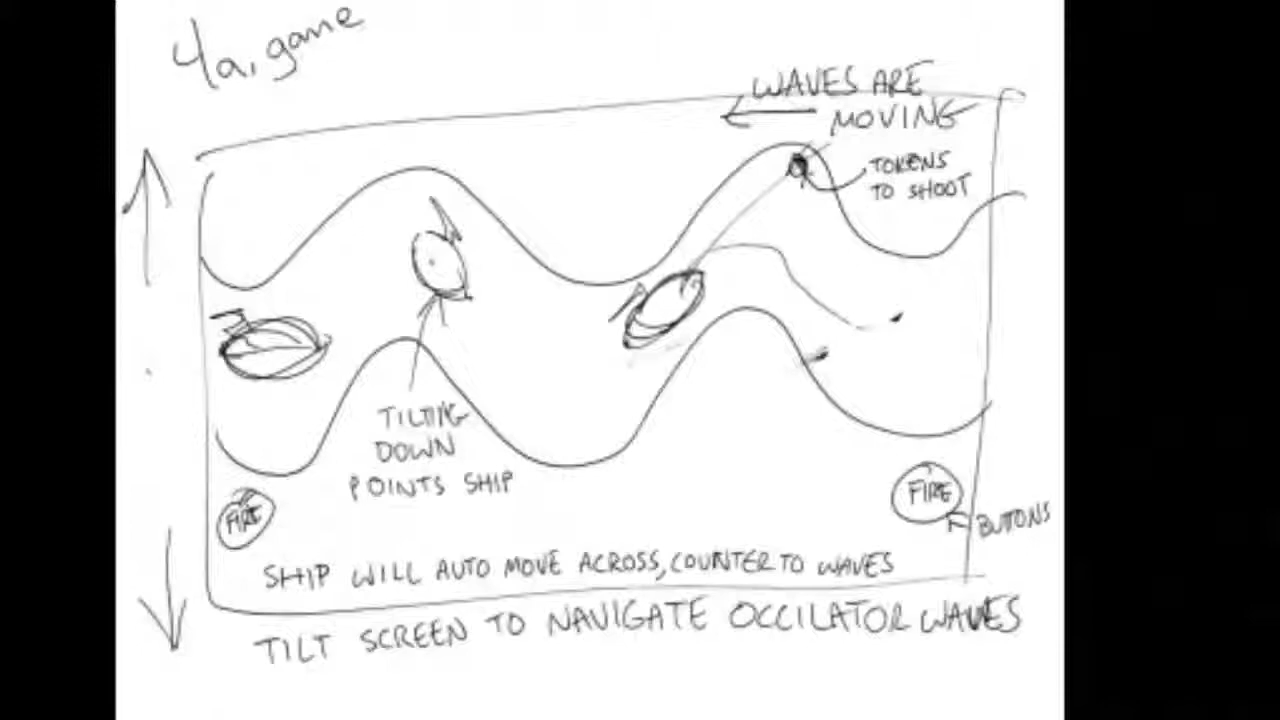 4a, game
WAVES ARE
MOVING
TOKENS
TO SHOOT
TILTING
DOWN
POINTS SHIP
FIRE
FIRE
BUTTONS
SHIP WILL AUTO MOVE ACROSS, COUNTER TO WAVES
TILT SCREEN TO NAVIGATE OCCILATOR WAVES